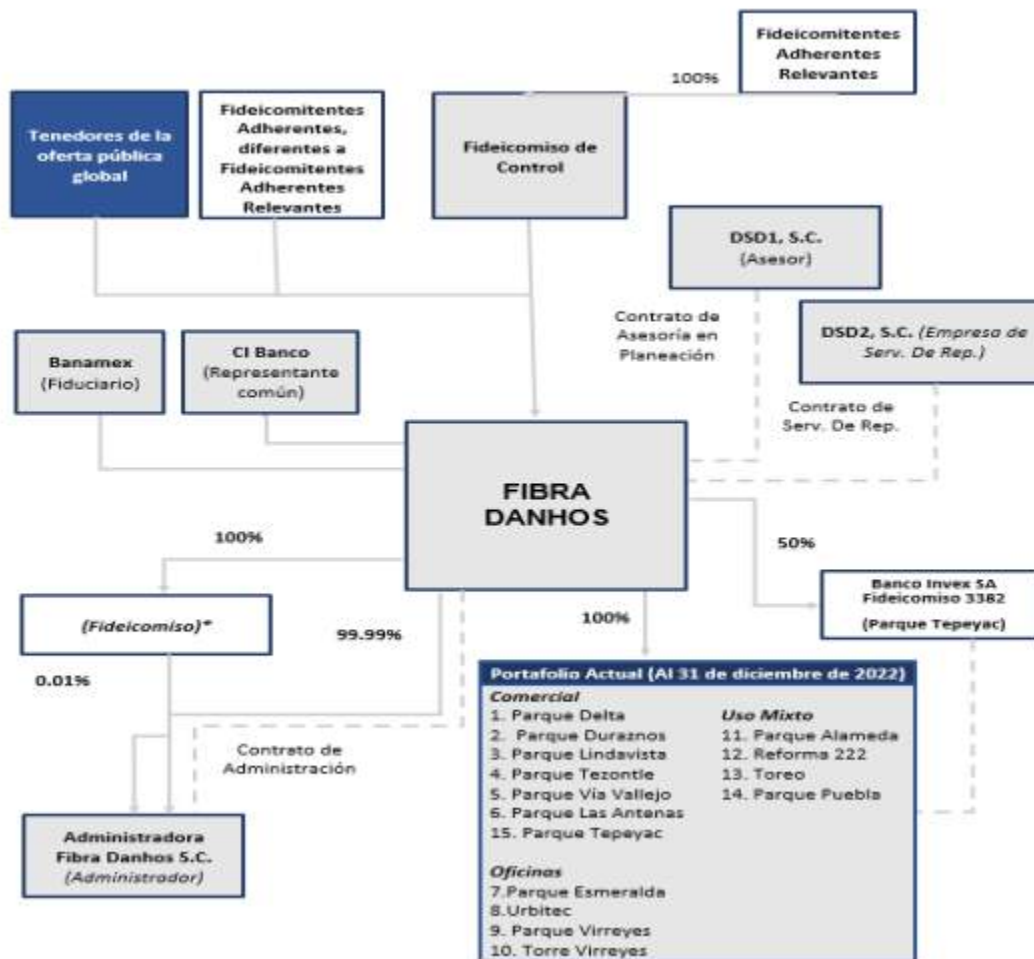 Fideicomitentes
Adherentes
Relevantes
100%
Tenedores de la
oferta pública
global
Fideicomitentes
Adherentes,
diferentes a
Fideicomitentes
Adherentes
Relevantes
Fideicomiso de
Control
DSD1, S.C.
(Asesor)
Contrato de
Asesoría en
Planeación
DSD2, S.C. (Empresa de
Serv. De Rep.)
Contrato de
Serv. De Rep.
Banamex
(Fiduciario)
CI Banco
(Representante
común)
FIBRA
DANHOS
100%
50%
Banco Invex SA
Fideicomiso 3382
(Parque Tepeyac)
(Fideicomiso)*
99.99%
100%
0.01%
Contrato de
Administración
Administradora
Fibra Danhos S.C.
(Administrador)
Portafolio Actual (Al 31 de diciembre de 2022)
Comercial
1. Parque Delta
2. Parque Duraznos
3. Parque Lindavista
4. Parque Tezontle
5. Parque Vía Vallejo
6. Parque Las Antenas
15. Parque Tepeyac
Uso Mixto
11. Parque Alameda
12. Reforma 222
13. Toreo
14. Parque Puebla
Oficinas
7.Parque Esmeralda
8.Urbitec
9. Parque Virreyes
10. Torre Virreyes